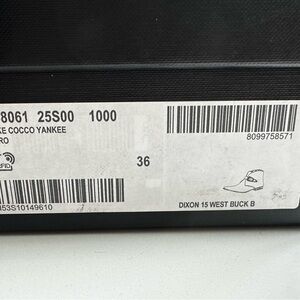 8061 25S00 1000
KE COCCO YANKEE
RO
8099758571
36
53S10149610
DIXON 15 WEST BUCK B